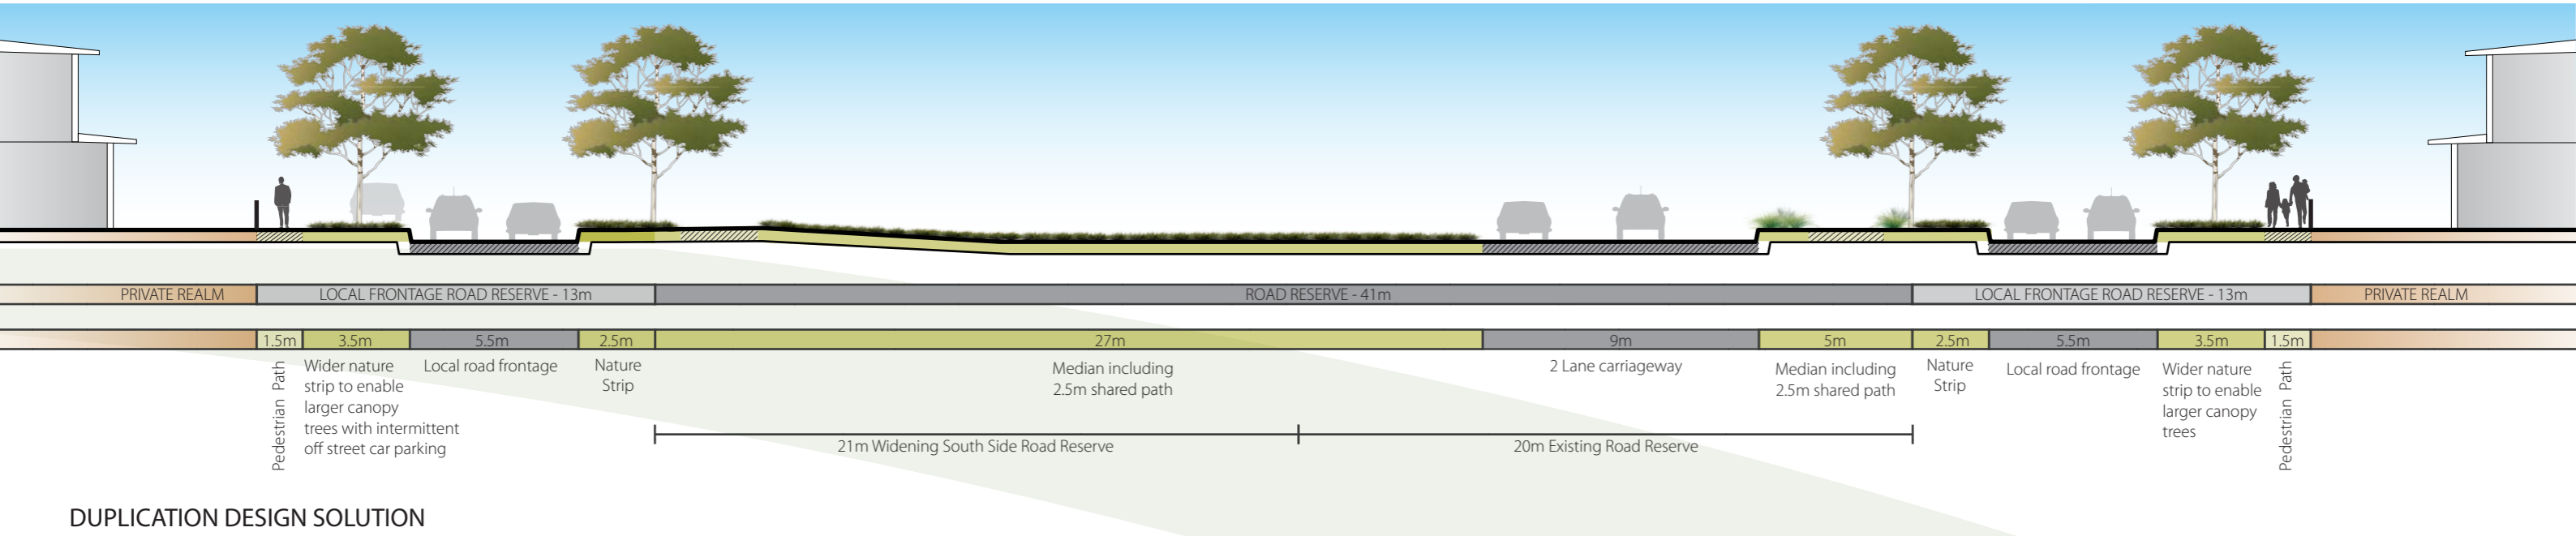 PRIVATE REALM
LOCAL FRONTAGE ROAD RESERVE - 13m
ROAD RESERVE - 41m
LOCAL FRONTAGE ROAD RESERVE - 13m
PRIVATE REALM
1.5m
3.5m
5.5m
2.5m
27m
9m
5m
2.5m
5.5m
3.5m
1.5m
Pedestrian Path
Wider nature
strip to enable
larger canopy
trees with intermittent
off street car parking
Local road frontage
Nature
Strip
Median including
2.5m shared path
2 Lane carriageway
Median including
2.5m shared path
Nature
Strip
Local road frontage
Wider nature
strip to enable
larger canopy
trees
Pedestrian Path
21m Widening South Side Road Reserve
20m Existing Road Reserve
DUPLICATION DESIGN SOLUTION